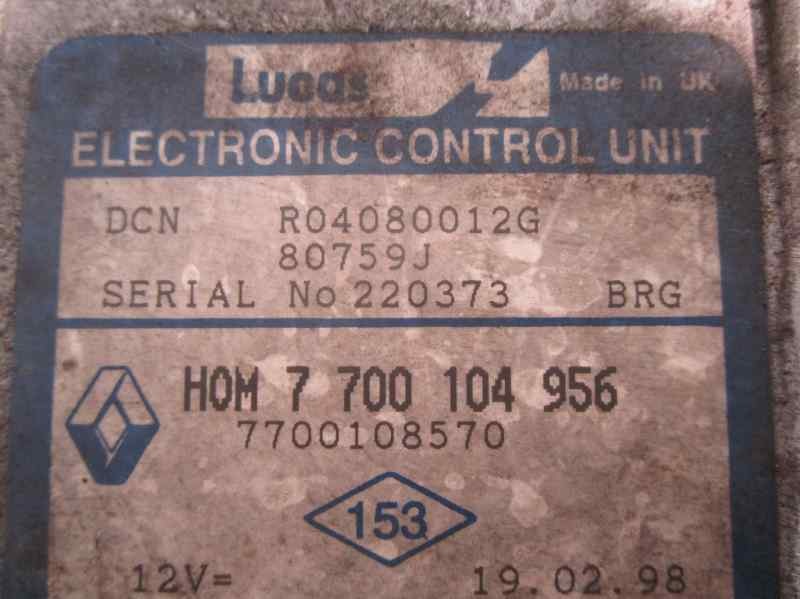 Lucas Made in UK
ELECTRONIC CONTROL UNIT
DCN R04080012G
80759J
SERIAL No 220373 BRG
HOM 7 700 104 956
7700108570
153
12V= 19.02.98